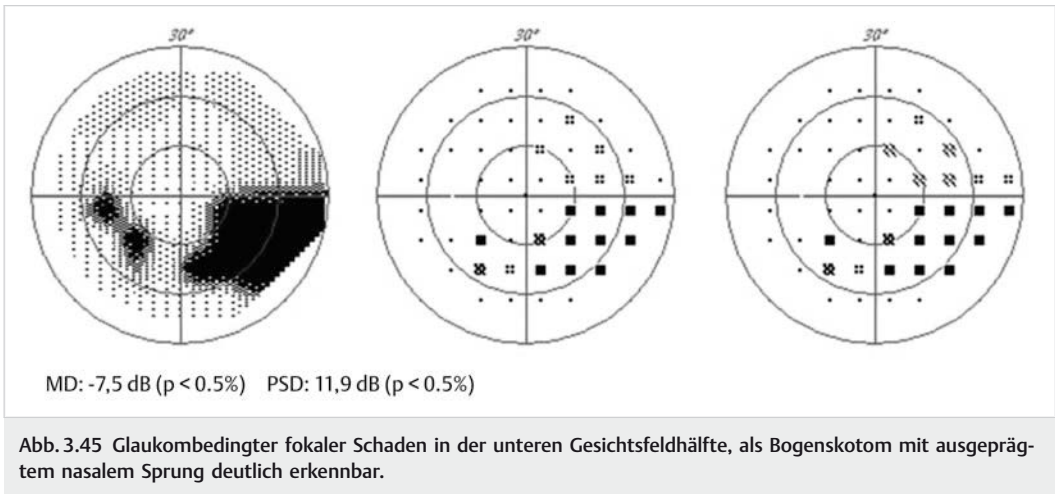 30° 30° 30°
MD: -7,5 dB (p < 0.5%) PSD: 11,9 dB (p < 0.5%)
Abb. 3.45 Glaukombedingter fokaler Schaden in der unteren Gesichtsfeldhälfte, als Bogenskotom mit ausgepräg-
tem nasalem Sprung deutlich erkennbar.